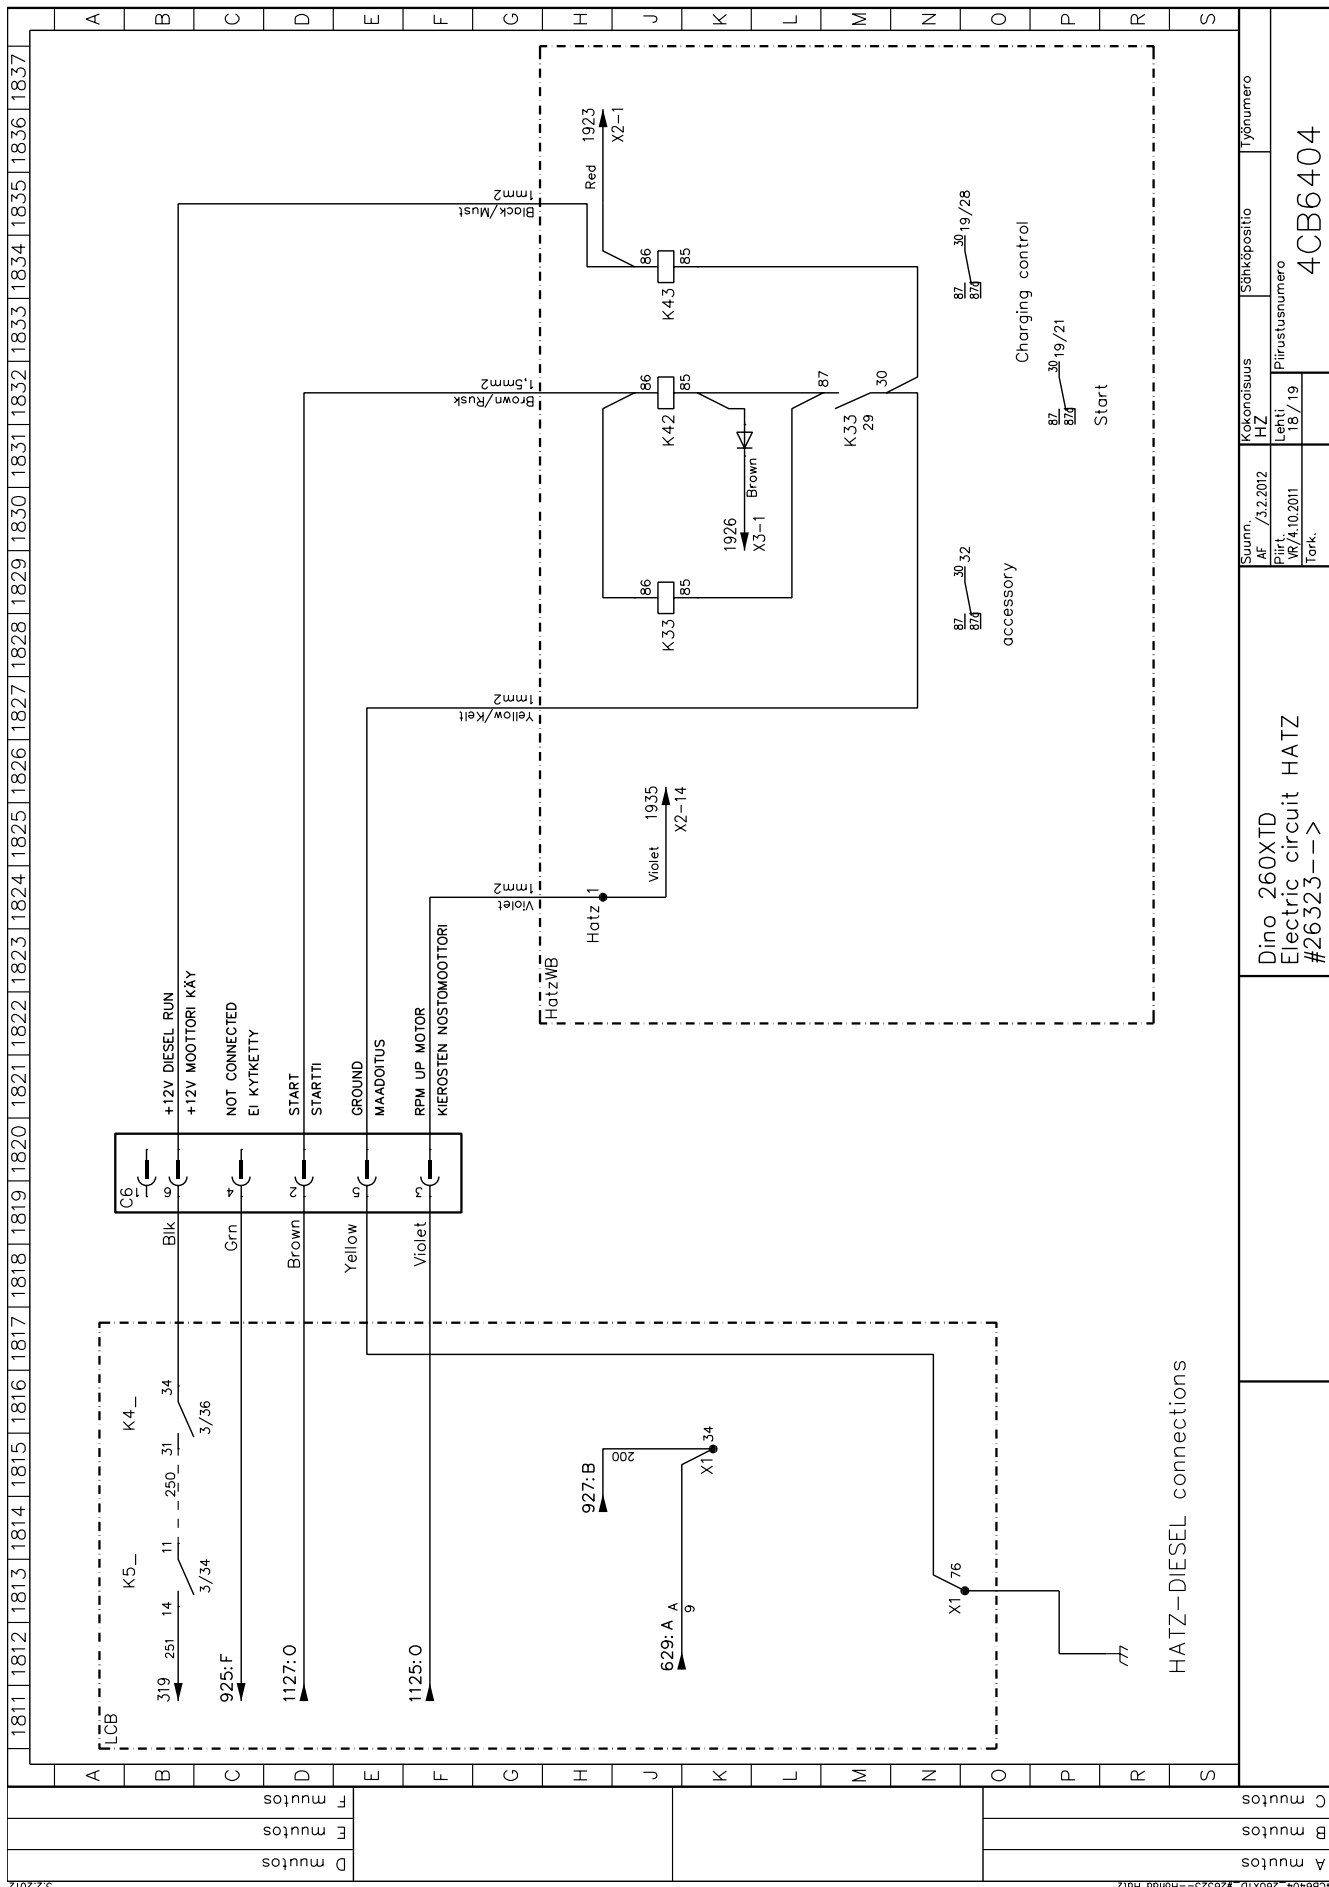 1811 1812 1813 1814 1815 1816 1817 1818 1819 1820 1821 1822 1823 1824 1825 1826 1827 1828 1829 1830 1831 1832 1833 1834 1835 1836 1837
A
B
C
D
E
F
G
H
J
K
L
M
N
O
P
R
S
A
B
C
D
E
F
G
H
J
K
L
M
N
O
P
R
S
LCB
319
251
14
K5_
11
3/34
250
31
K4_
34
3/36
Blk
925:F
Grn
1127:O
Brown
Yellow
1125:O
Violet
C6
1
6
4
2
5
3
+12V DIESEL RUN
+12V MOOTTORI KÄY
NOT CONNECTED
EI KYTKETTY
START
STARTTI
GROUND
MAADOITUS
RPM UP MOTOR
KIEROSTEN NOSTOMOOTTORI
Violet
1mm2
Yellow/Kelt
1mm2
Brown/Rusk
1,5mm2
Black/Must
1mm2
HatzWB
Hatz 1
Violet
1935
X2-14
927:B
200
X1 34
629:A
A
9
X1 76
K33
86
85
K42
86
85
K43
86
85
Red
1923
X2-1
1926
X3-1
Brown
87
K33
29
30
87
87a
30 32
accessory
87
87a
30 19/28
Charging control
87
87a
30 19/21
Start
HATZ-DIESEL connections
Dino 260XTD
Electric circuit HATZ
#26323-->
Suunn.
AF /3.2.2012
Piirt.
VR/4.10.2011
Tark.
Kokonaisuus
HZ
Lehti
18/19
Sähköpositio
Työnumero
Piirustusnumero
4CB6404
F muutos
E muutos
D muutos
C muutos
B muutos
A muutos
3.2.2012